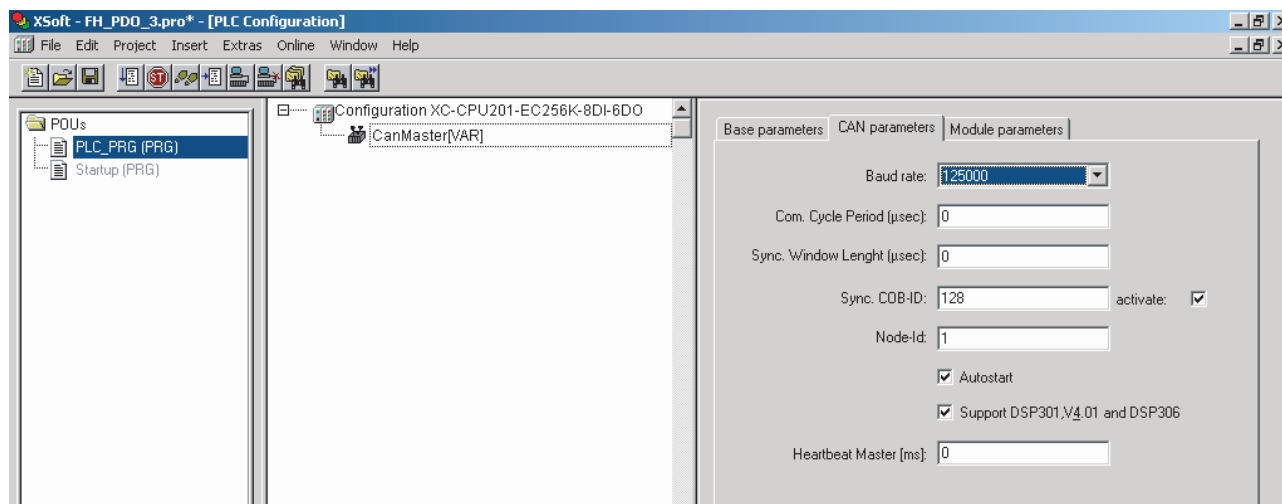 XSoft - FH_PDO_3.pro* - [PLC Configuration]
File Edit Project Insert Extras Online Window Help
ST
POUs
PLC_PRG (PRG)
Startup (PRG)
Configuration XC-CPU201-EC256K-8DI-6DO
CanMaster[VAR]
Base parameters CAN parameters Module parameters
Baud rate: 125000
Com. Cycle Period (µsec): 0
Sync. Window Lenght (µsec): 0
Sync. COB-ID: 128 activate:
Node-Id: 1
Autostart
Support DSP301,V4.01 and DSP306
Heartbeat Master [ms]: 0